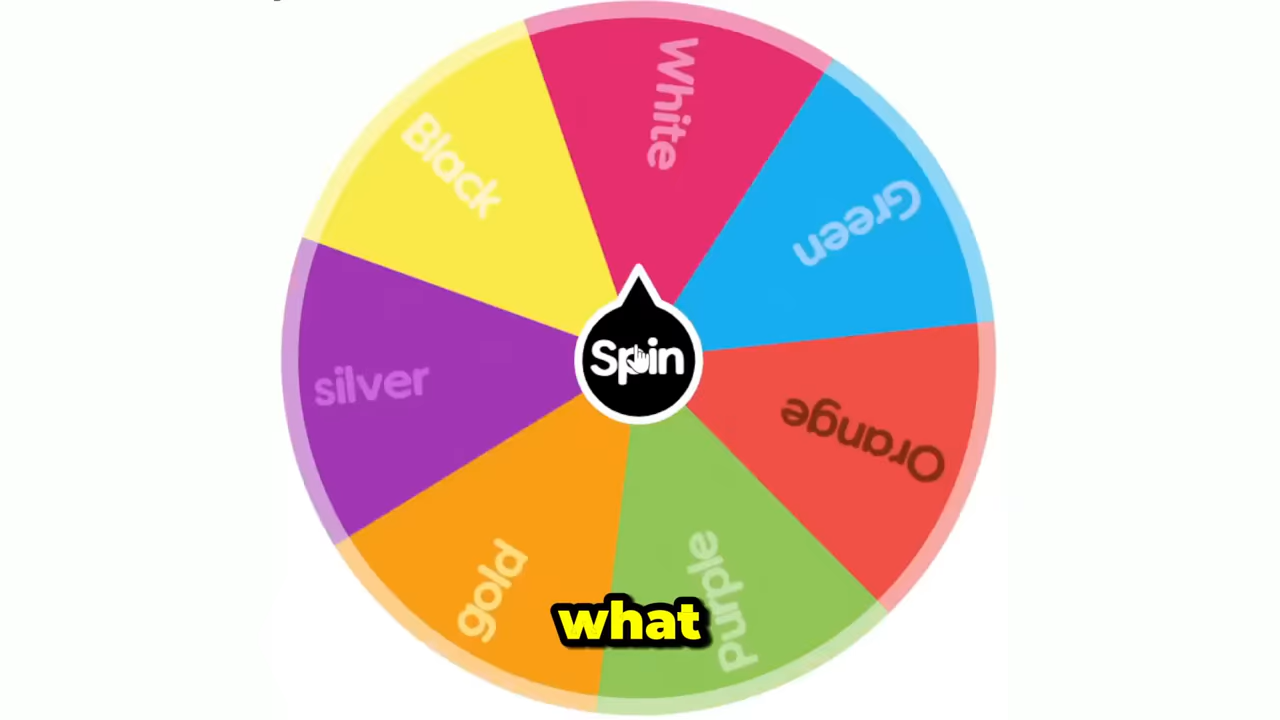 White
Green
Orange
Purple
gold
silver
Black
Spin
what